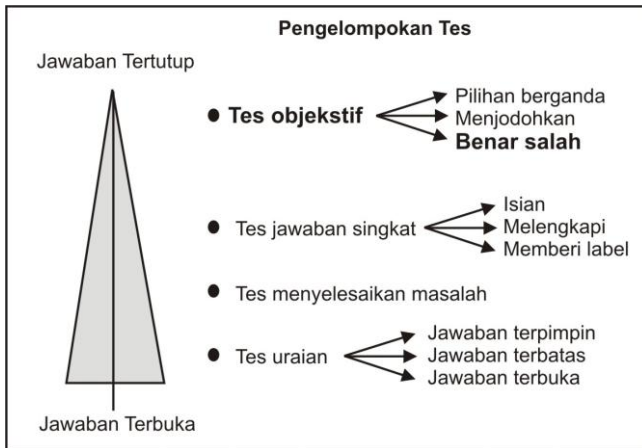 Pengelompokan Tes
Jawaban Tertutup
Tes objekstif
Pilihan berganda
Menjodohkan
Benar salah
Tes jawaban singkat
Isian
Melengkapi
Memberi label
Tes menyelesaikan masalah
Tes uraian
Jawaban terpimpin
Jawaban terbatas
Jawaban terbuka
Jawaban Terbuka